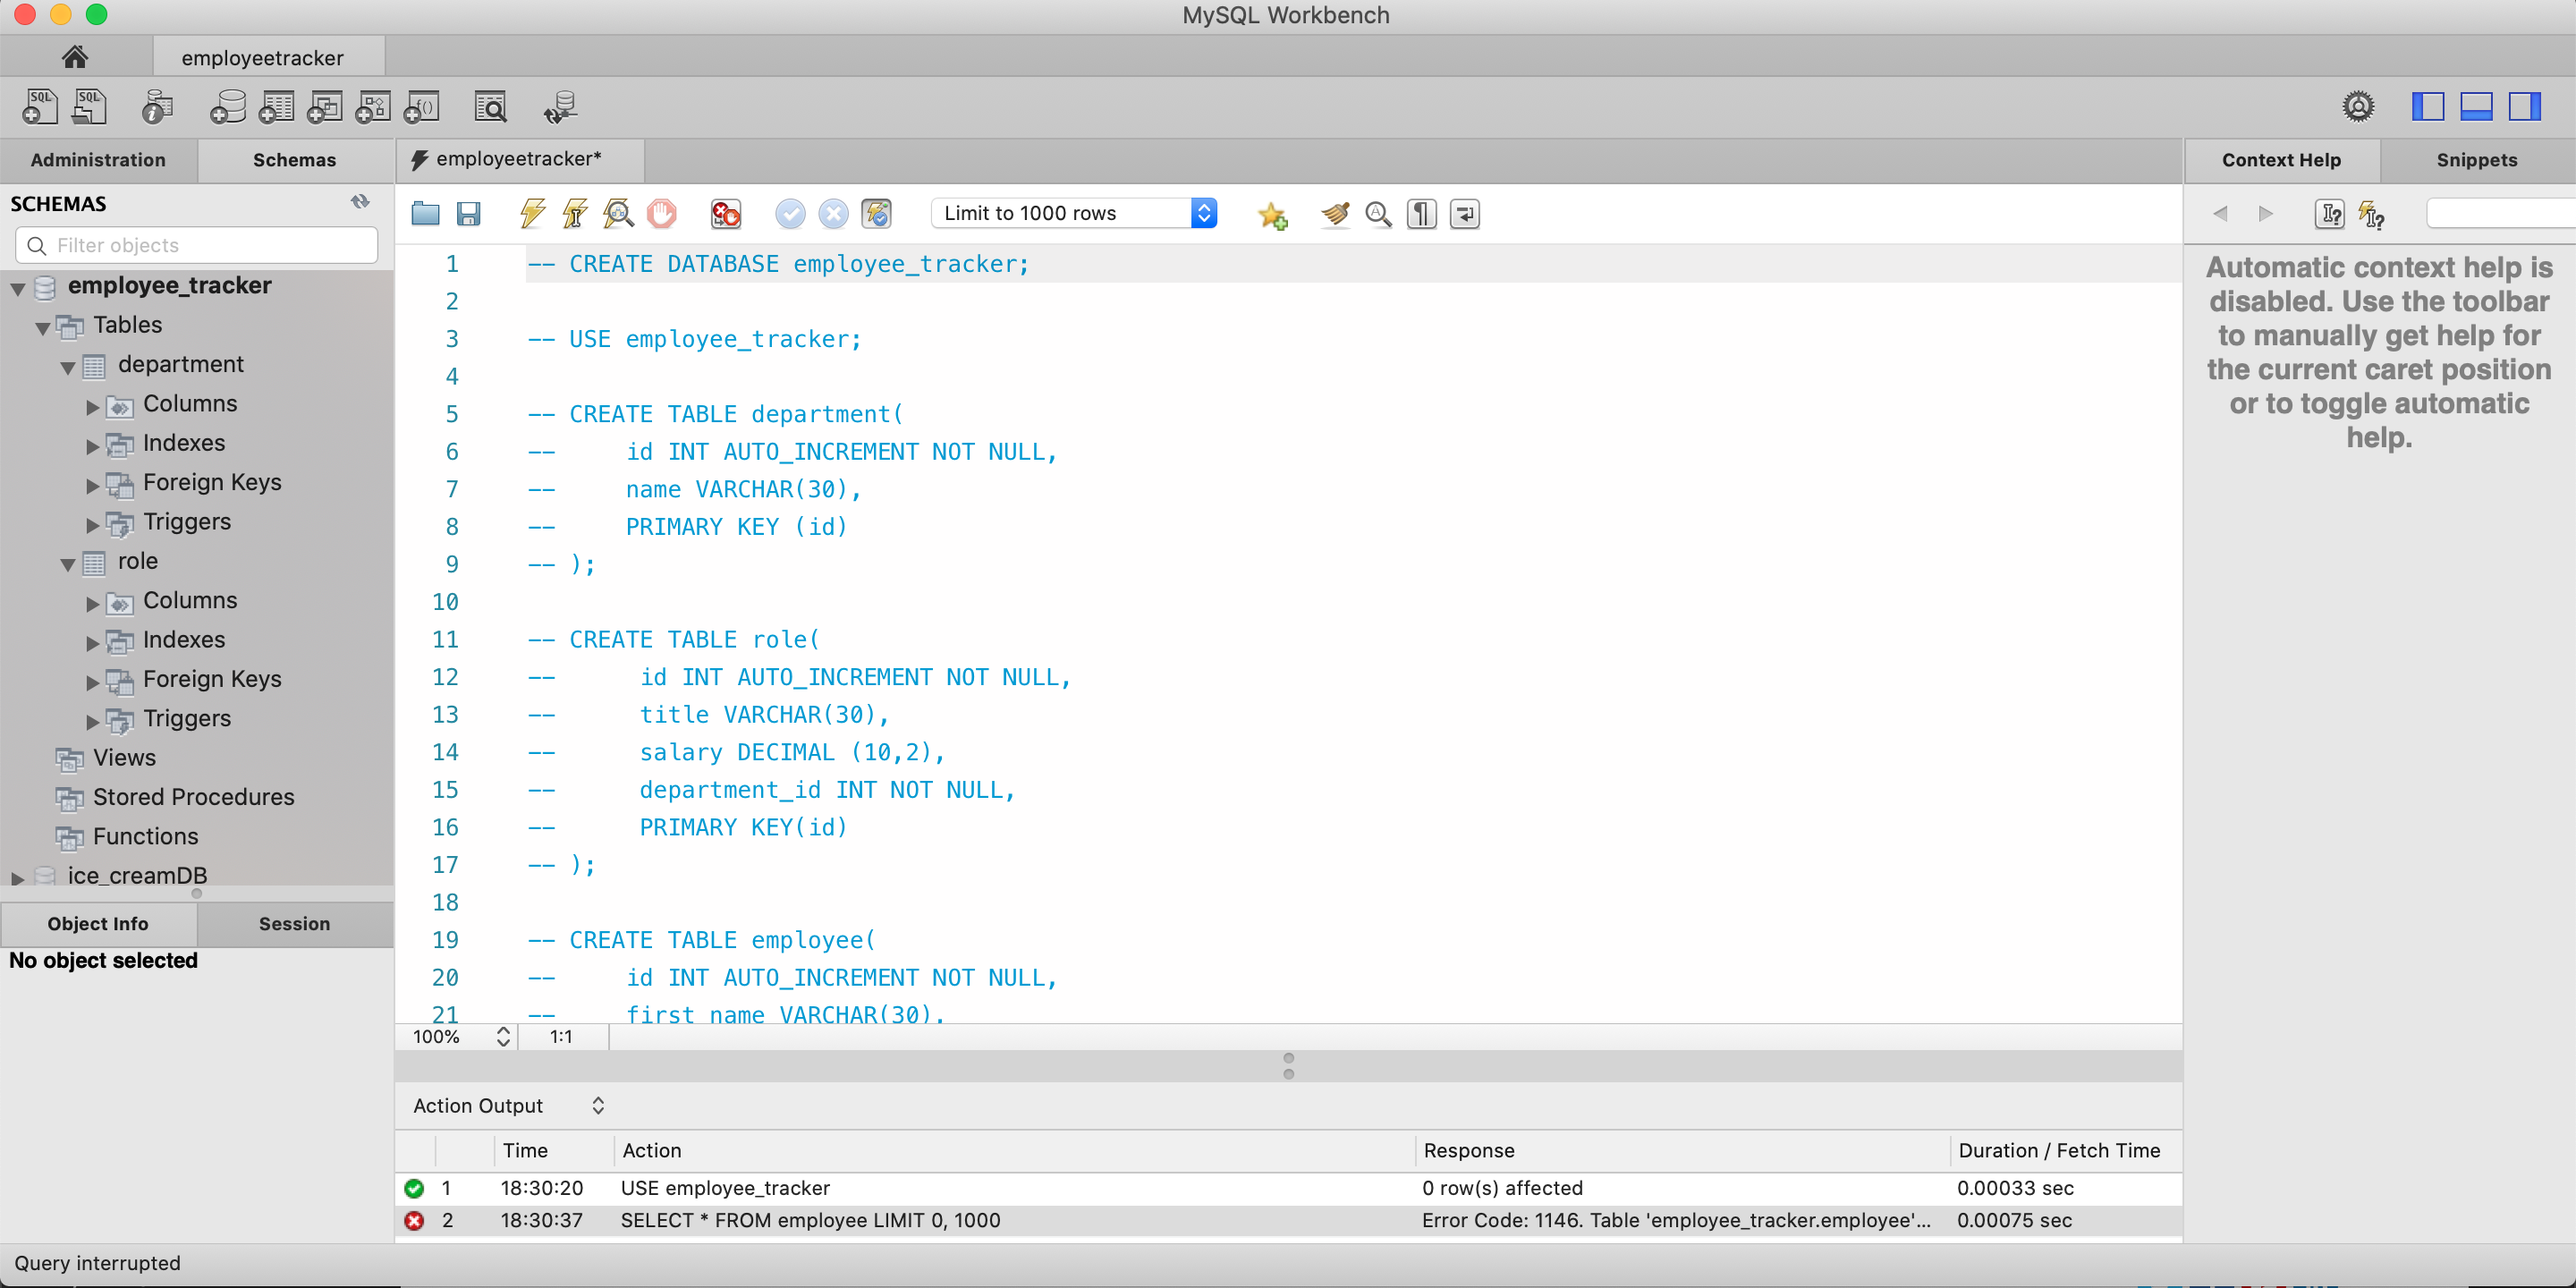 MySQL Workbench
employeetracker
SQL SQL i f()
Administration Schemas
SCHEMAS
Filter objects
employee_tracker
Tables
department
Columns
Indexes
Foreign Keys
Triggers
role
Columns
Indexes
Foreign Keys
Triggers
Views
Stored Procedures
Functions
ice_creamDB
Object Info Session
No object selected
employeetracker*
Limit to 1000 rows
1 -- CREATE DATABASE employee_tracker;
2
3 -- USE employee_tracker;
4
5 -- CREATE TABLE department(
6 -- id INT AUTO_INCREMENT NOT NULL,
7 -- name VARCHAR(30),
8 -- PRIMARY KEY (id)
9 -- );
10
11 -- CREATE TABLE role(
12 -- id INT AUTO_INCREMENT NOT NULL,
13 -- title VARCHAR(30),
14 -- salary DECIMAL (10,2),
15 -- department_id INT NOT NULL,
16 -- PRIMARY KEY(id)
17 -- );
18
19 -- CREATE TABLE employee(
20 -- id INT AUTO_INCREMENT NOT NULL,
21 -- first_name VARCHAR(30),
100% 1:1
Action Output
Time Action Response Duration / Fetch Time
1 18:30:20 USE employee_tracker 0 row(s) affected 0.00033 sec
2 18:30:37 SELECT * FROM employee LIMIT 0, 1000 Error Code: 1146. Table 'employee_tracker.employee'... 0.00075 sec
Context Help Snippets
Automatic context help is
disabled. Use the toolbar
to manually get help for
the current caret position
or to toggle automatic
help.
Query interrupted